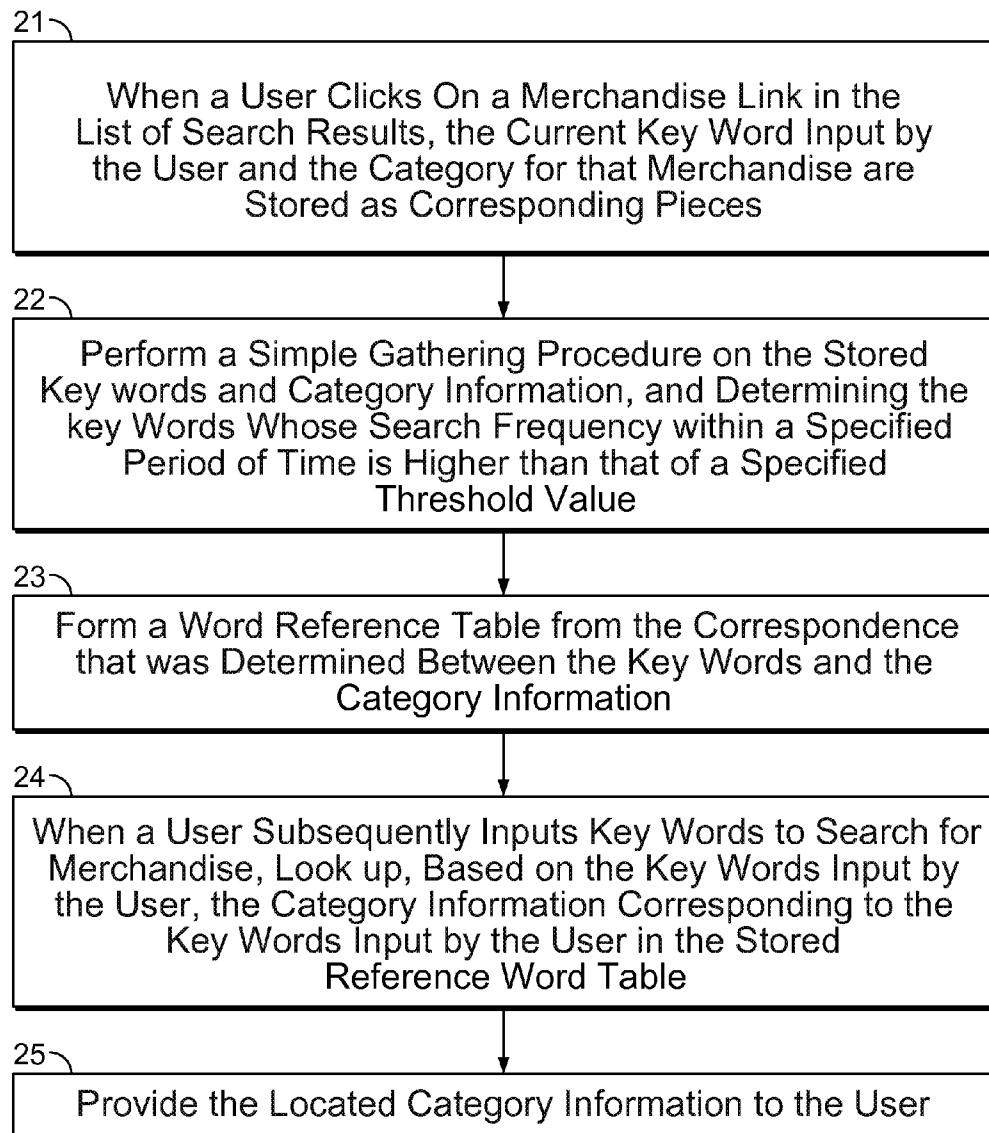 21
When a User Clicks On a Merchandise Link in the
List of Search Results, the Current Key Word Input by
the User and the Category for that Merchandise are
Stored as Corresponding Pieces
22
Perform a Simple Gathering Procedure on the Stored
Key words and Category Information, and Determining the
key Words Whose Search Frequency within a Specified
Period of Time is Higher than that of a Specified
Threshold Value
23
Form a Word Reference Table from the Correspondence
that was Determined Between the Key Words and the
Category Information
24
When a User Subsequently Inputs Key Words to Search for
Merchandise, Look up, Based on the Key Words Input by
the User, the Category Information Corresponding to the
Key Words Input by the User in the Stored
Reference Word Table
25
Provide the Located Category Information to the User